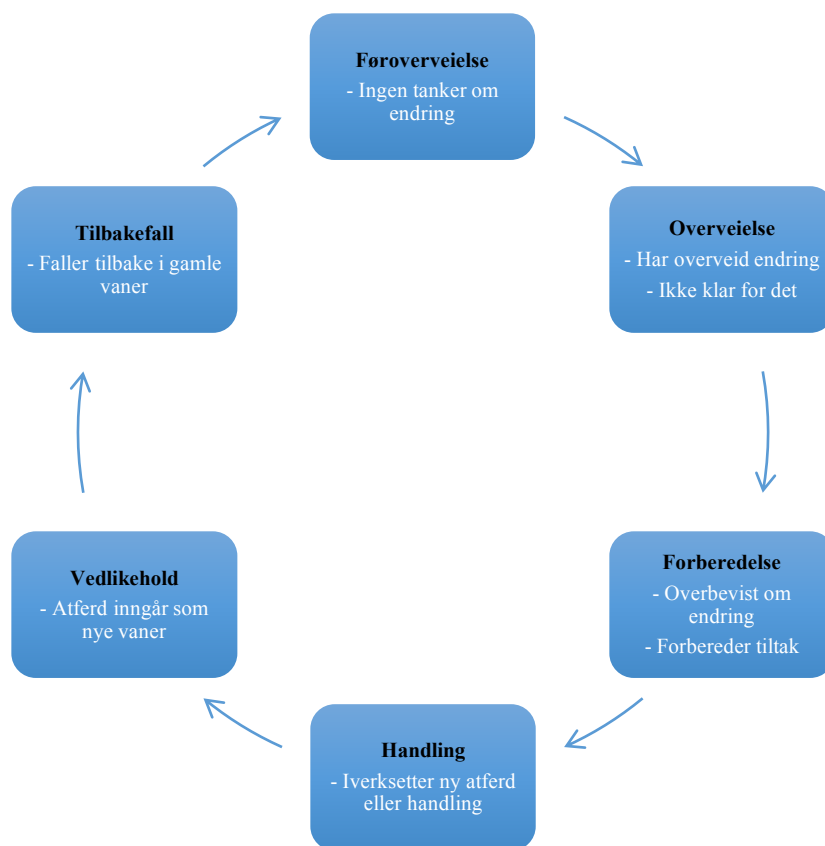 Føroverveielse
- Ingen tanker om
endring
Overveielse
- Har overveid endring
- Ikke klar for det
Forberedelse
- Overbevist om
endring
- Forbereder tiltak
Handling
- Iverksetter ny atferd
eller handling
Vedlikehold
- Atferd inngår som
nye vaner
Tilbakefall
- Faller tilbake i gamle
vaner